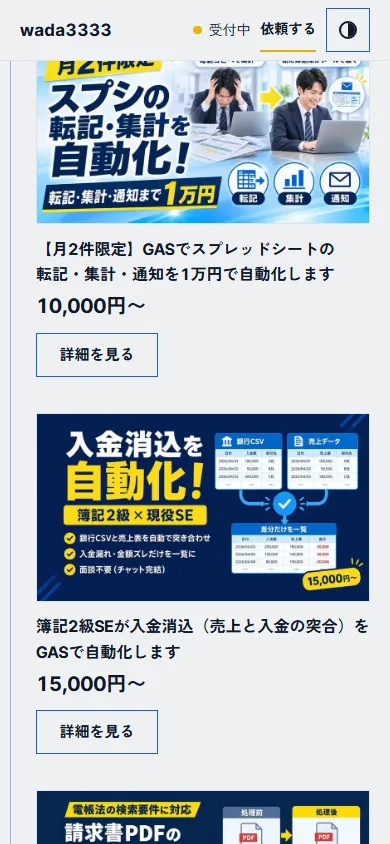 wada3333
受付中
依頼する
月2件限定
スプシの
転記・集計を
自動化!
転記・集計・通知まで1万円
転記
集計
通知
【月2件限定】GASでスプレッドシートの
転記・集計・通知を1万円で自動化します
10,000円〜
詳細を見る
入金消込を
自動化!
簿記2級×現役SE
銀行CSVと売上表を自動で突き合わせ
入金漏れ・金額ズレだけを一覧に
面談不要(チャット完結)
銀行CSV
売上データ
差分だけを一覧
15,000円〜
簿記2級SEが入金消込（売上と入金の突合）を
GASで自動化します
15,000円〜
詳細を見る
電帳法の検索要件に対応
請求書PDFの
処理前
処理後
PDF
PDF